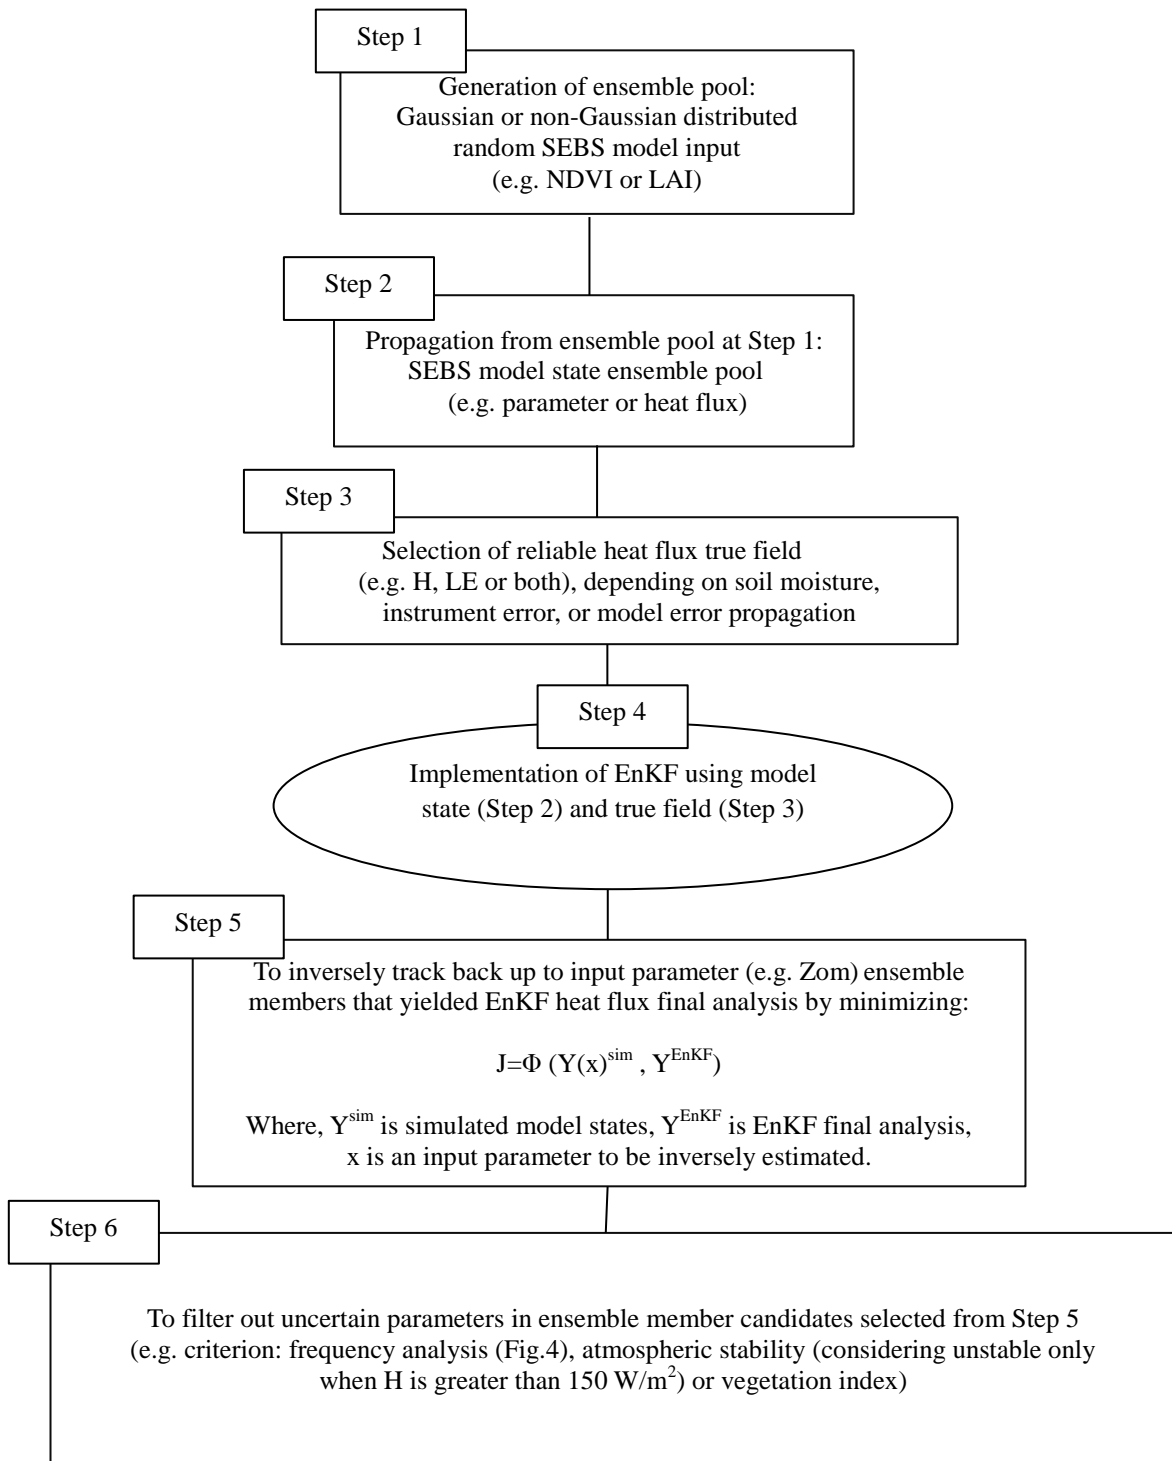 Step 1
Generation of ensemble pool:
Gaussian or non-Gaussian distributed
random SEBS model input
(e.g. NDVI or LAI)
Step 2
Propagation from ensemble pool at Step 1:
SEBS model state ensemble pool
(e.g. parameter or heat flux)
Step 3
Selection of reliable heat flux true field
(e.g. H, LE or both), depending on soil moisture,
instrument error, or model error propagation
Step 4
Implementation of EnKF using model
state (Step 2) and true field (Step 3)
Step 5
To inversely track back up to input parameter (e.g. Zom) ensemble
members that yielded EnKF heat flux final analysis by minimizing:
J=Φ (Y(x)^sim , Y^EnKF)
Where, Y^sim is simulated model states, Y^EnKF is EnKF final analysis,
x is an input parameter to be inversely estimated.
Step 6
To filter out uncertain parameters in ensemble member candidates selected from Step 5
(e.g. criterion: frequency analysis (Fig.4), atmospheric stability (considering unstable only
when H is greater than 150 W/m²) or vegetation index)